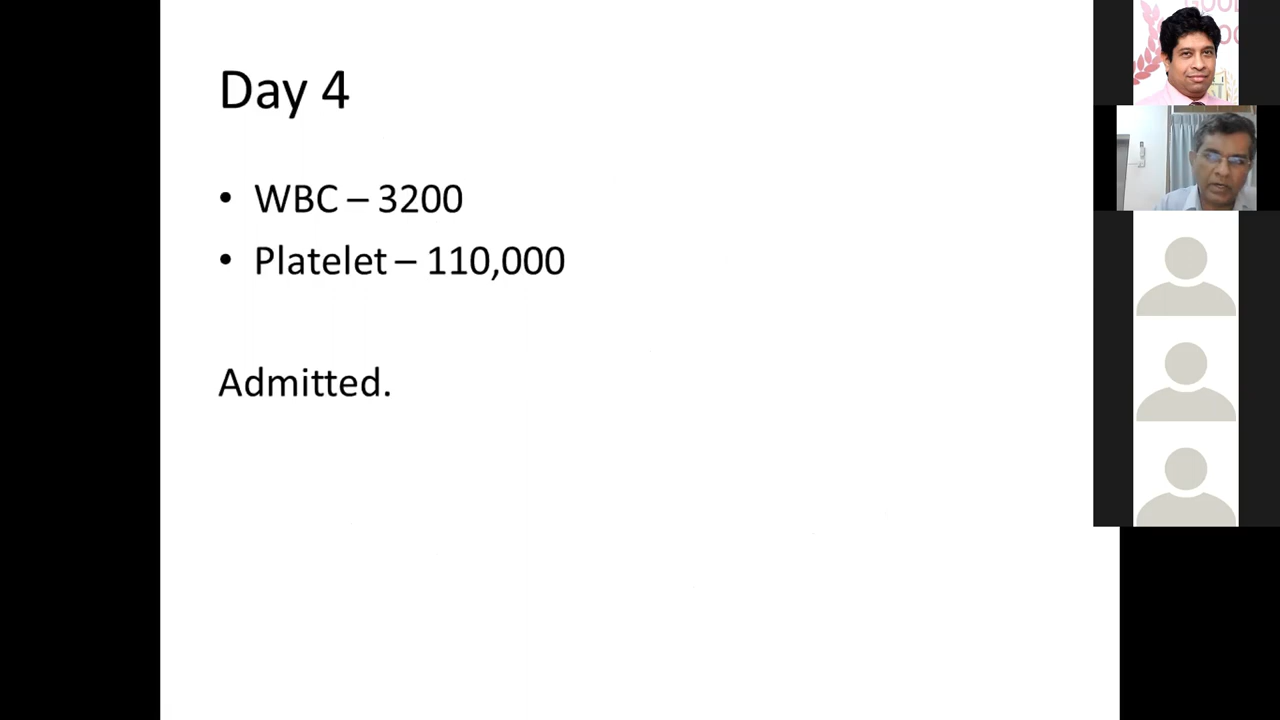 Day 4
• WBC – 3200
• Platelet – 110,000
Admitted.